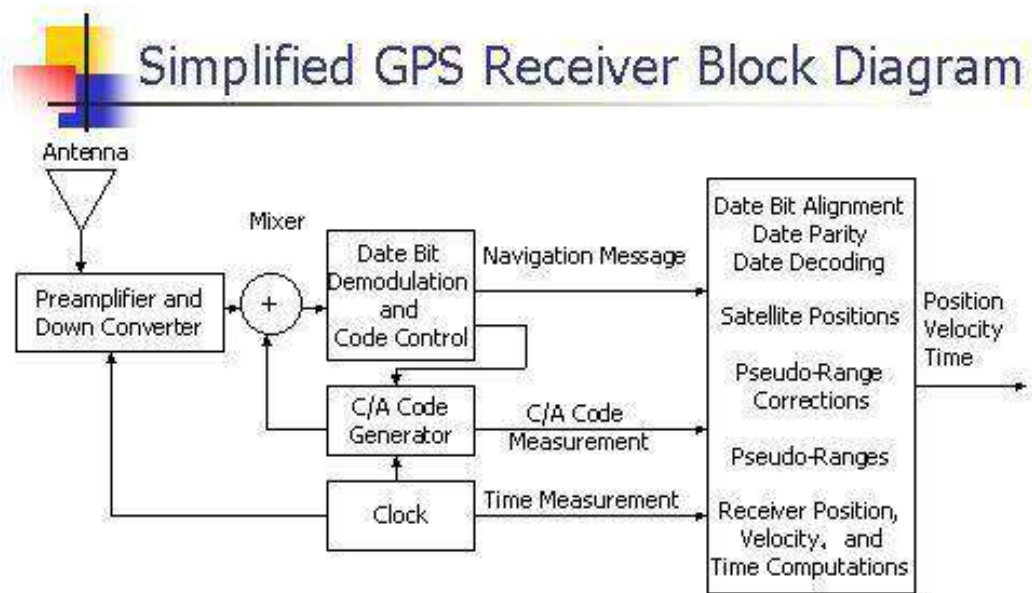 Simplified GPS Receiver Block Diagram
Antenna
Mixer
Preamplifier and
Down Converter
+
Date Bit
Demodulation
and
Code Control
Navigation Message
C/A Code
Generator
C/A Code
Measurement
Clock
Time Measurement
Date Bit Alignment
Date Parity
Date Decoding
Satellite Positions
Pseudo-Range
Corrections
Pseudo-Ranges
Receiver Position,
Velocity, and
Time Computations
Position
Velocity
Time